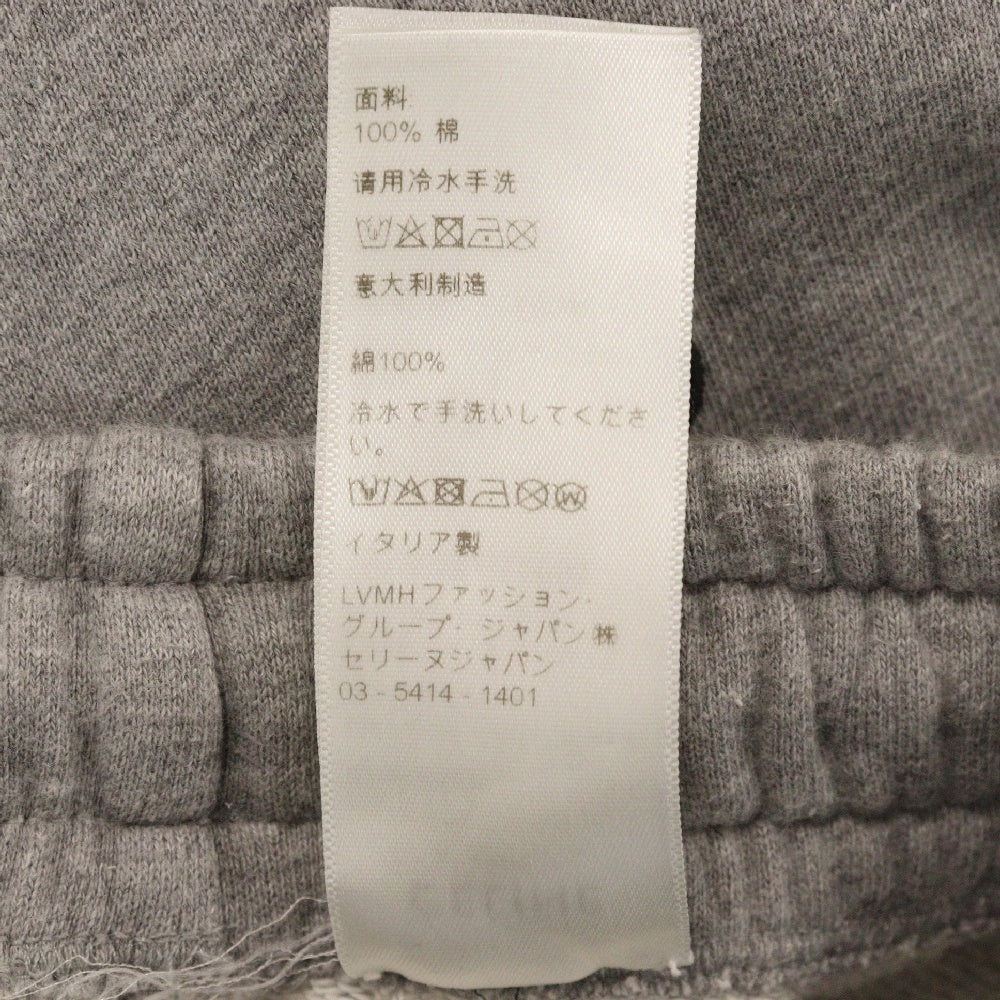 面料
100% 棉
请用冷水手洗
意大利制造
綿100%
冷水で手洗いしてくださ
い。
イタリア製
LVMHファッション・
グループ・ジャパン㈱
セリーヌジャパン
03 - 5414 - 1401